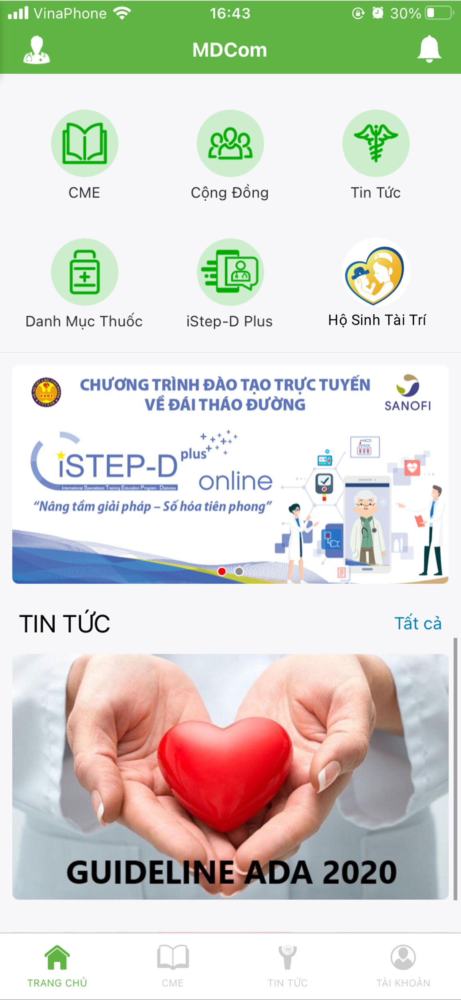 VinaPhone 16:43 30%
MDCom
CME Cộng Đồng Tin Tức
Danh Mục Thuốc iStep-D Plus Hộ Sinh Tài Trí
CHƯƠNG TRÌNH ĐÀO TẠO TRỰC TUYẾN
VỀ ĐÁI THÁO ĐƯỜNG
SANOFI
VADE
VIỆT NAM
iSTEP-D plus
International Specialized Training Education Program - Diabetes
online
“Nâng tầm giải pháp – Số hóa tiên phong”
TIN TỨC Tất cả
GUIDELINE ADA 2020
TRANG CHỦ CME TIN TỨC TÀI KHOẢN